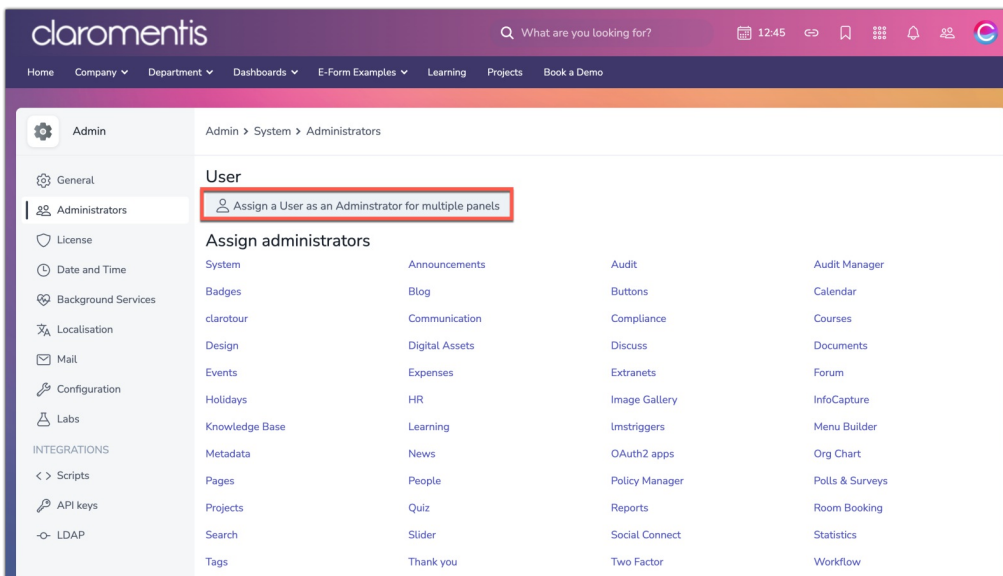 claromentis
What are you looking for?
12:45
Home Company Department Dashboards E-Form Examples Learning Projects Book a Demo
Admin
Admin > System > Administrators
General
Administrators
License
Date and Time
Background Services
Localisation
Mail
Configuration
Labs
INTEGRATIONS
Scripts
API keys
LDAP
User
Assign a User as an Adminstrator for multiple panels
Assign administrators
System Announcements Audit Audit Manager
Badges Blog Buttons Calendar
clarotour Communication Compliance Courses
Design Digital Assets Discuss Documents
Events Expenses Extranets Forum
Holidays HR Image Gallery InfoCapture
Knowledge Base Learning lmstriggers Menu Builder
Metadata News OAuth2 apps Org Chart
Pages People Policy Manager Polls & Surveys
Projects Quiz Reports Room Booking
Search Slider Social Connect Statistics
Tags Thank you Two Factor Workflow